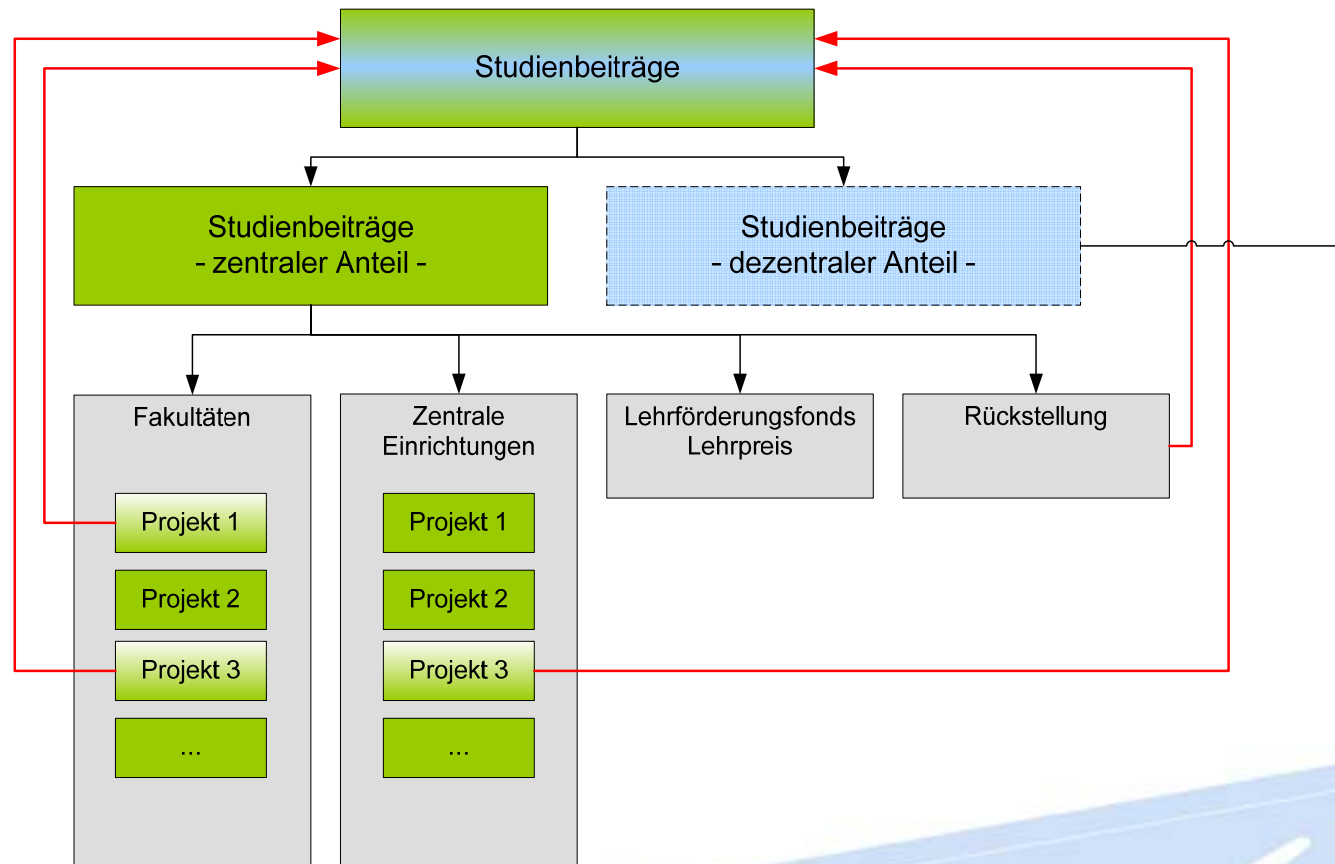 Studienbeiträge
Studienbeiträge
- zentraler Anteil -
Studienbeiträge
- dezentraler Anteil -
Fakultäten
Projekt 1
Projekt 2
Projekt 3
...
Zentrale
Einrichtungen
Projekt 1
Projekt 2
Projekt 3
...
Lehrförderungsfonds
Lehrpreis
Rückstellung